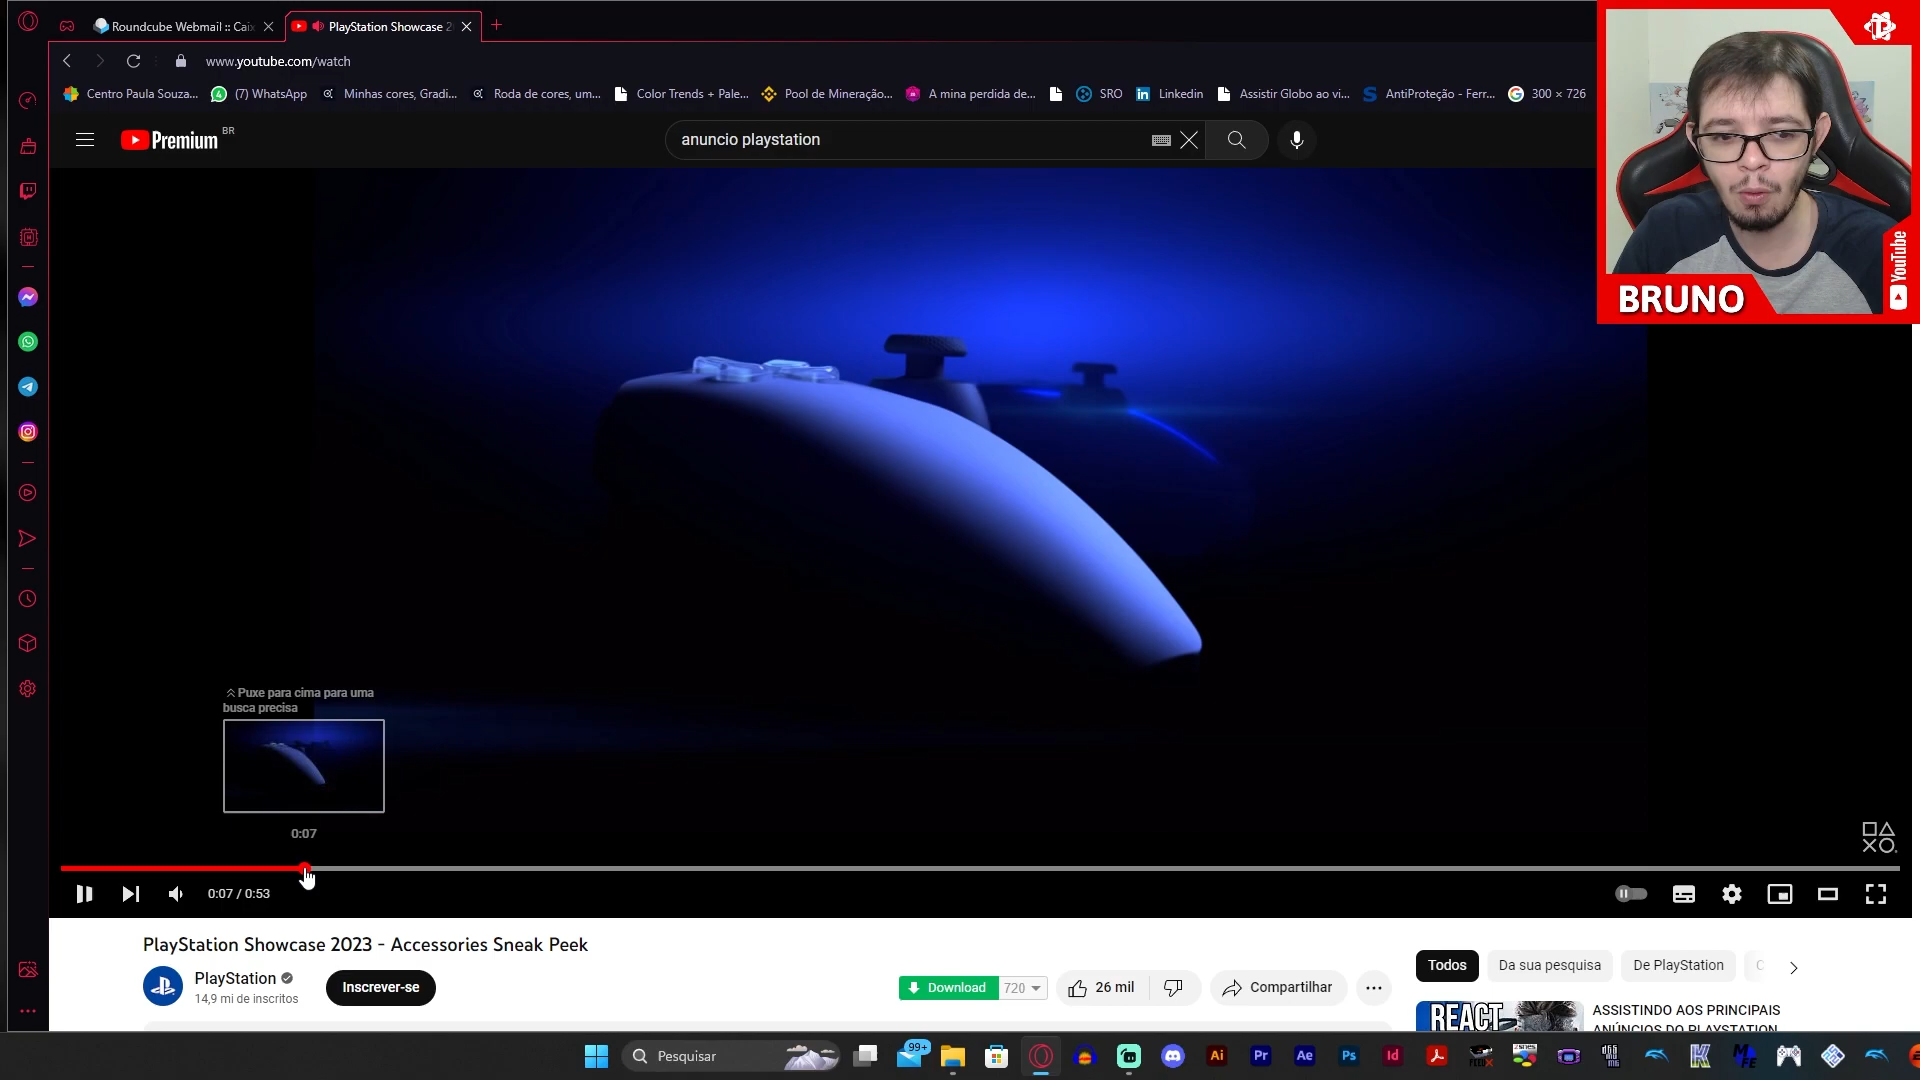 Roundcube Webmail :: Caix
PlayStation Showcase 2
www.youtube.com/watch
Centro Paula Souza...
(7) WhatsApp
Minhas cores, Gradi...
Roda de cores, um...
Color Trends + Pale...
Pool de Mineração...
A mina perdida de...
SRO
Linkedin
Assistir Globo ao vi...
AntiProteção - Ferr...
300 × 726
Premium BR
anuncio playstation
YouTube
BRUNO
Puxe para cima para uma
busca precisa
0:07
0:07 / 0:53
PlayStation Showcase 2023 - Accessories Sneak Peek
PlayStation
14,9 mi de inscritos
Inscrever-se
Download
720
26 mil
Compartilhar
Todos
Da sua pesquisa
De PlayStation
REACT
ASSISTINDO AOS PRINCIPAIS
ANÚNCIOS DO PLAYSTATION
Pesquisar
99+
Ai
Pr
Ae
Ps
Id